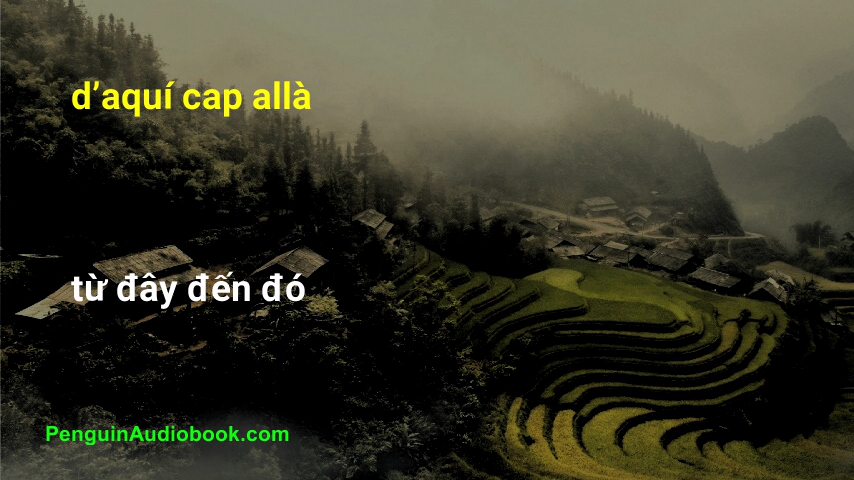 d’aquí cap allà
từ đây đến đó
PenguinAudiobook.com